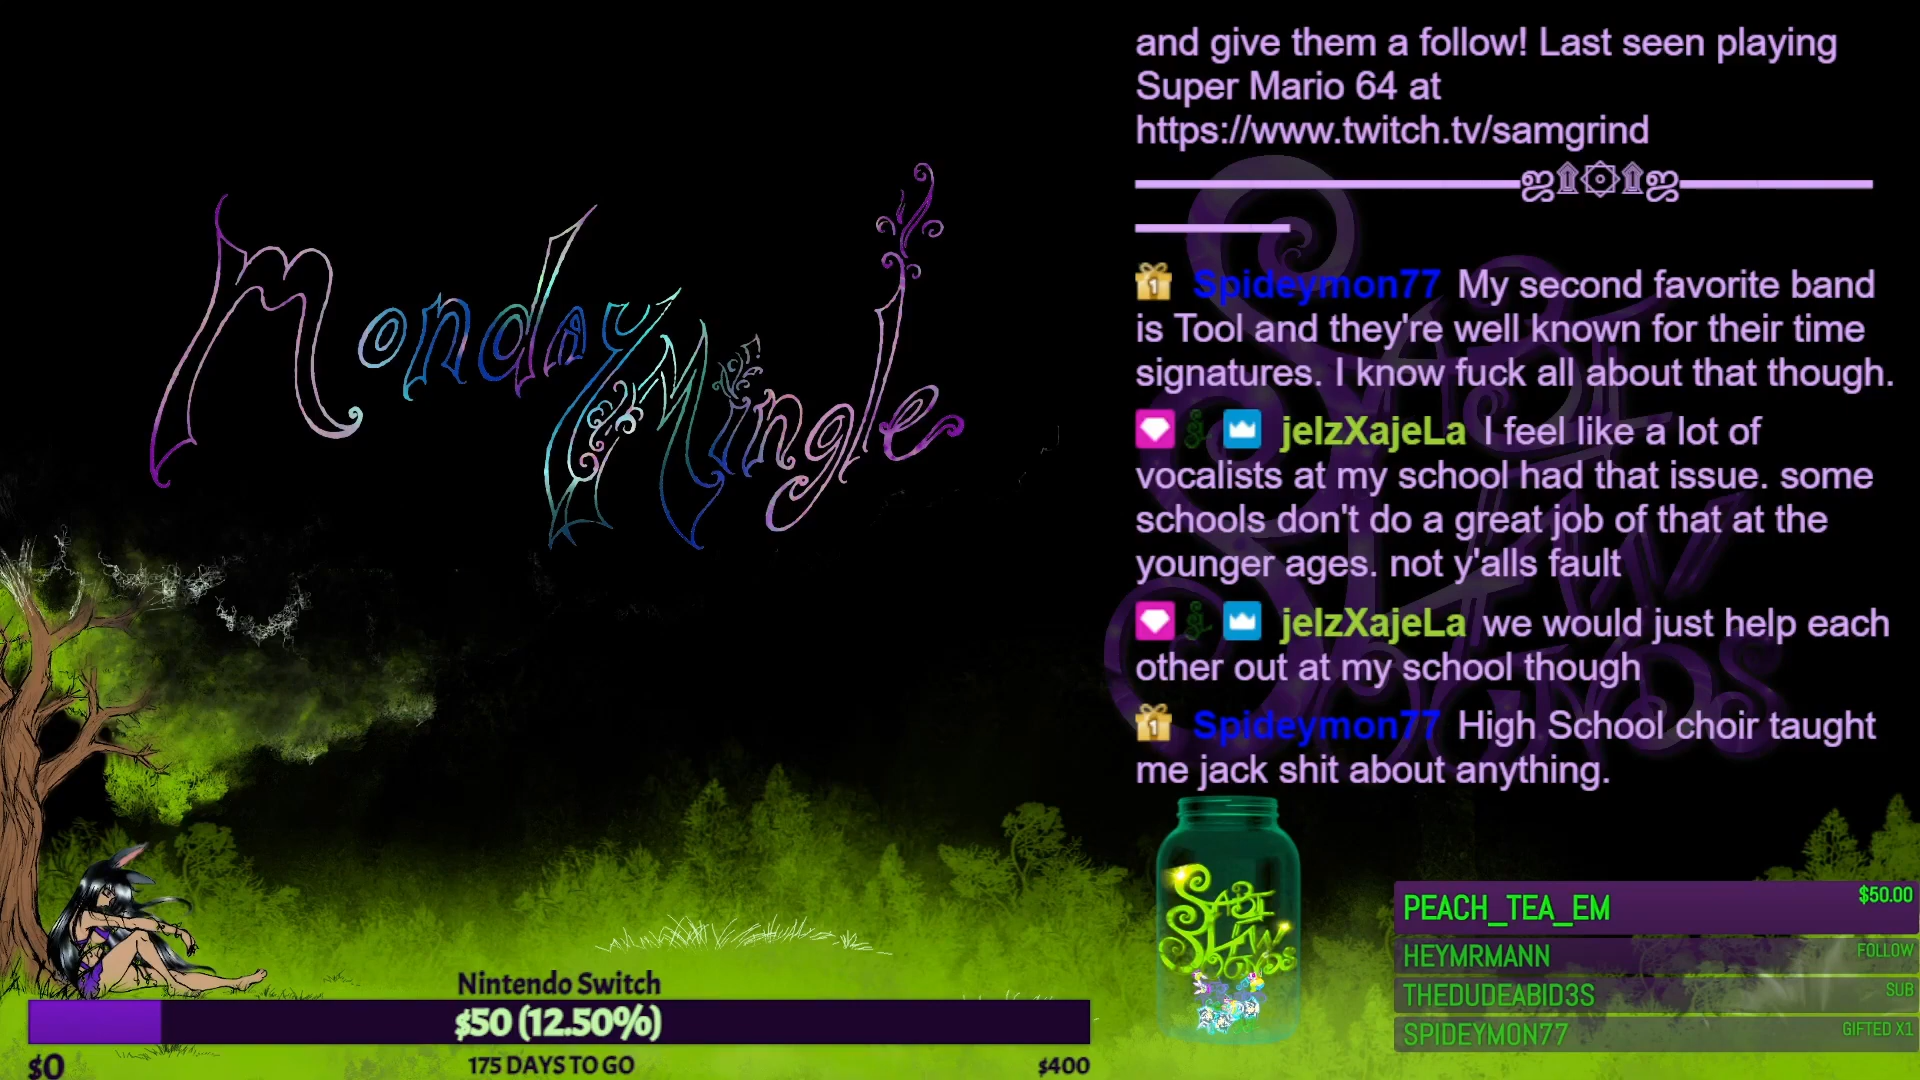 Monday
Mingle
and give them a follow! Last seen playing
Super Mario 64 at
https://www.twitch.tv/samgrind
▬▬▬▬▬▬▬▬▬▬ஜ۩۞۩ஜ▬▬▬▬▬
▬▬▬▬
1 Spideymon77 My second favorite band
is Tool and they're well known for their time
signatures. I know fuck all about that though.
jelzXajeLa I feel like a lot of
vocalists at my school had that issue. some
schools don't do a great job of that at the
younger ages. not y'alls fault
jelzXajeLa we would just help each
other out at my school though
1 Spideymon77 High School choir taught
me jack shit about anything.
PEACH_TEA_EM $50.00
HEYMRMANN FOLLOW
THEDUDEABID3S SUB
SPIDEYMON77 GIFTED X1
Nintendo Switch
$50 (12.50%)
$0 175 DAYS TO GO $400